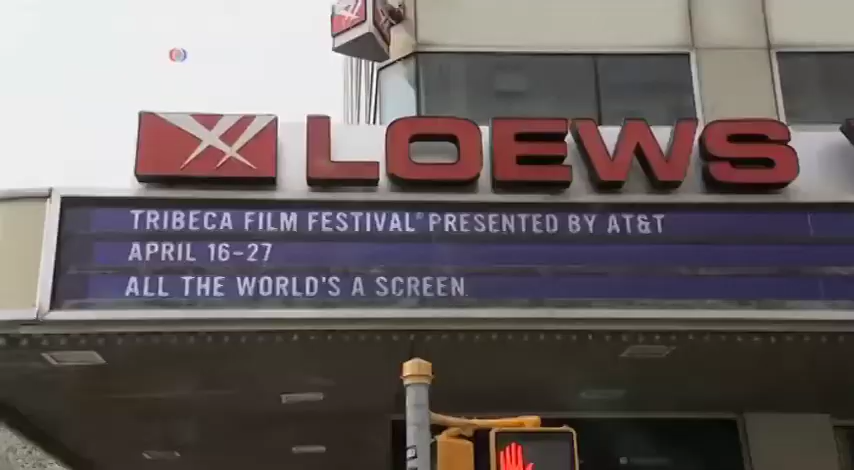 LOEWS
TRIBECA FILM FESTIVAL® PRESENTED BY AT&T
APRIL 16-27
ALL THE WORLD'S A SCREEN.